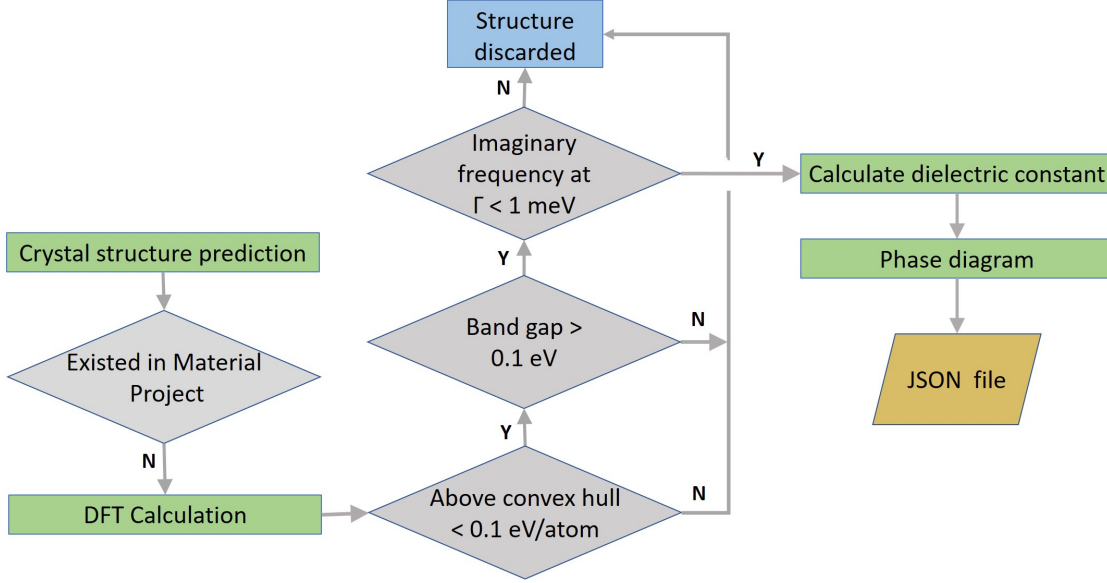 Structure
discarded
N
Imaginary
frequency at
Γ < 1 meV
Y
Calculate dielectric constant
Crystal structure prediction
Y
Phase diagram
Band gap >
0.1 eV
N
Existed in Material
Project
JSON file
Y
N
Above convex hull
< 0.1 eV/atom
N
DFT Calculation